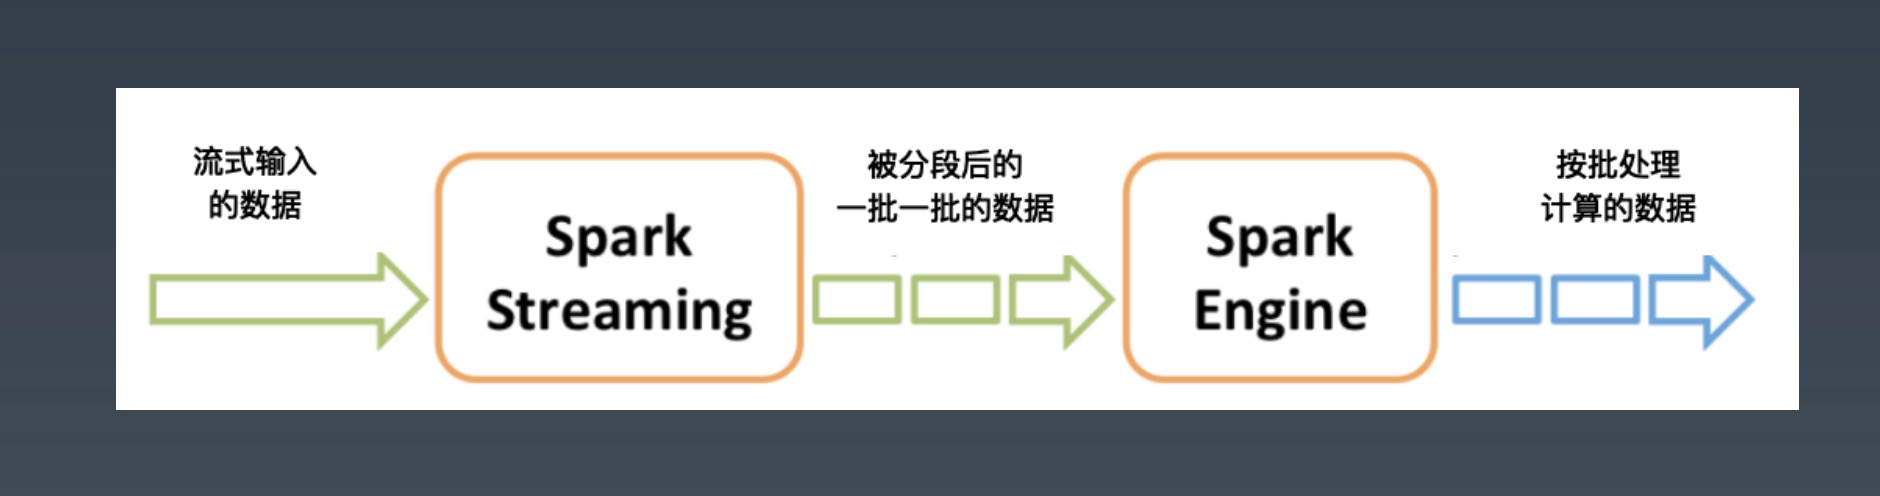 流式输入
的数据
Spark
Streaming
被分段后的
一批一批的数据
Spark
Engine
按批处理
计算的数据